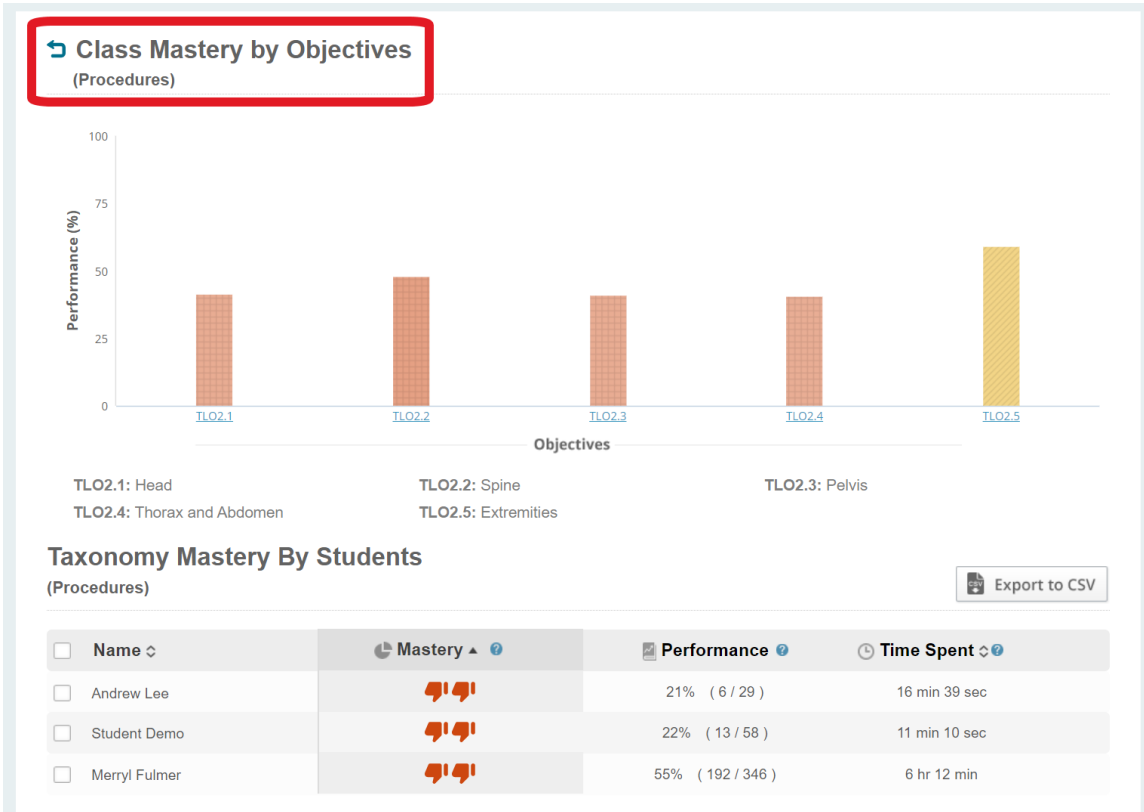 Class Mastery by Objectives
(Procedures)
100
75
50
25
0
Performance (%)
TLO2.1 TLO2.2 TLO2.3 TLO2.4 TLO2.5
Objectives
TLO2.1: Head TLO2.2: Spine TLO2.3: Pelvis
TLO2.4: Thorax and Abdomen TLO2.5: Extremities
Taxonomy Mastery By Students
(Procedures)
CSV Export to CSV
Name Mastery ? Performance ? Time Spent ?
Andrew Lee 21% ( 6 / 29 ) 16 min 39 sec
Student Demo 22% ( 13 / 58 ) 11 min 10 sec
Merryl Fulmer 55% ( 192 / 346 ) 6 hr 12 min